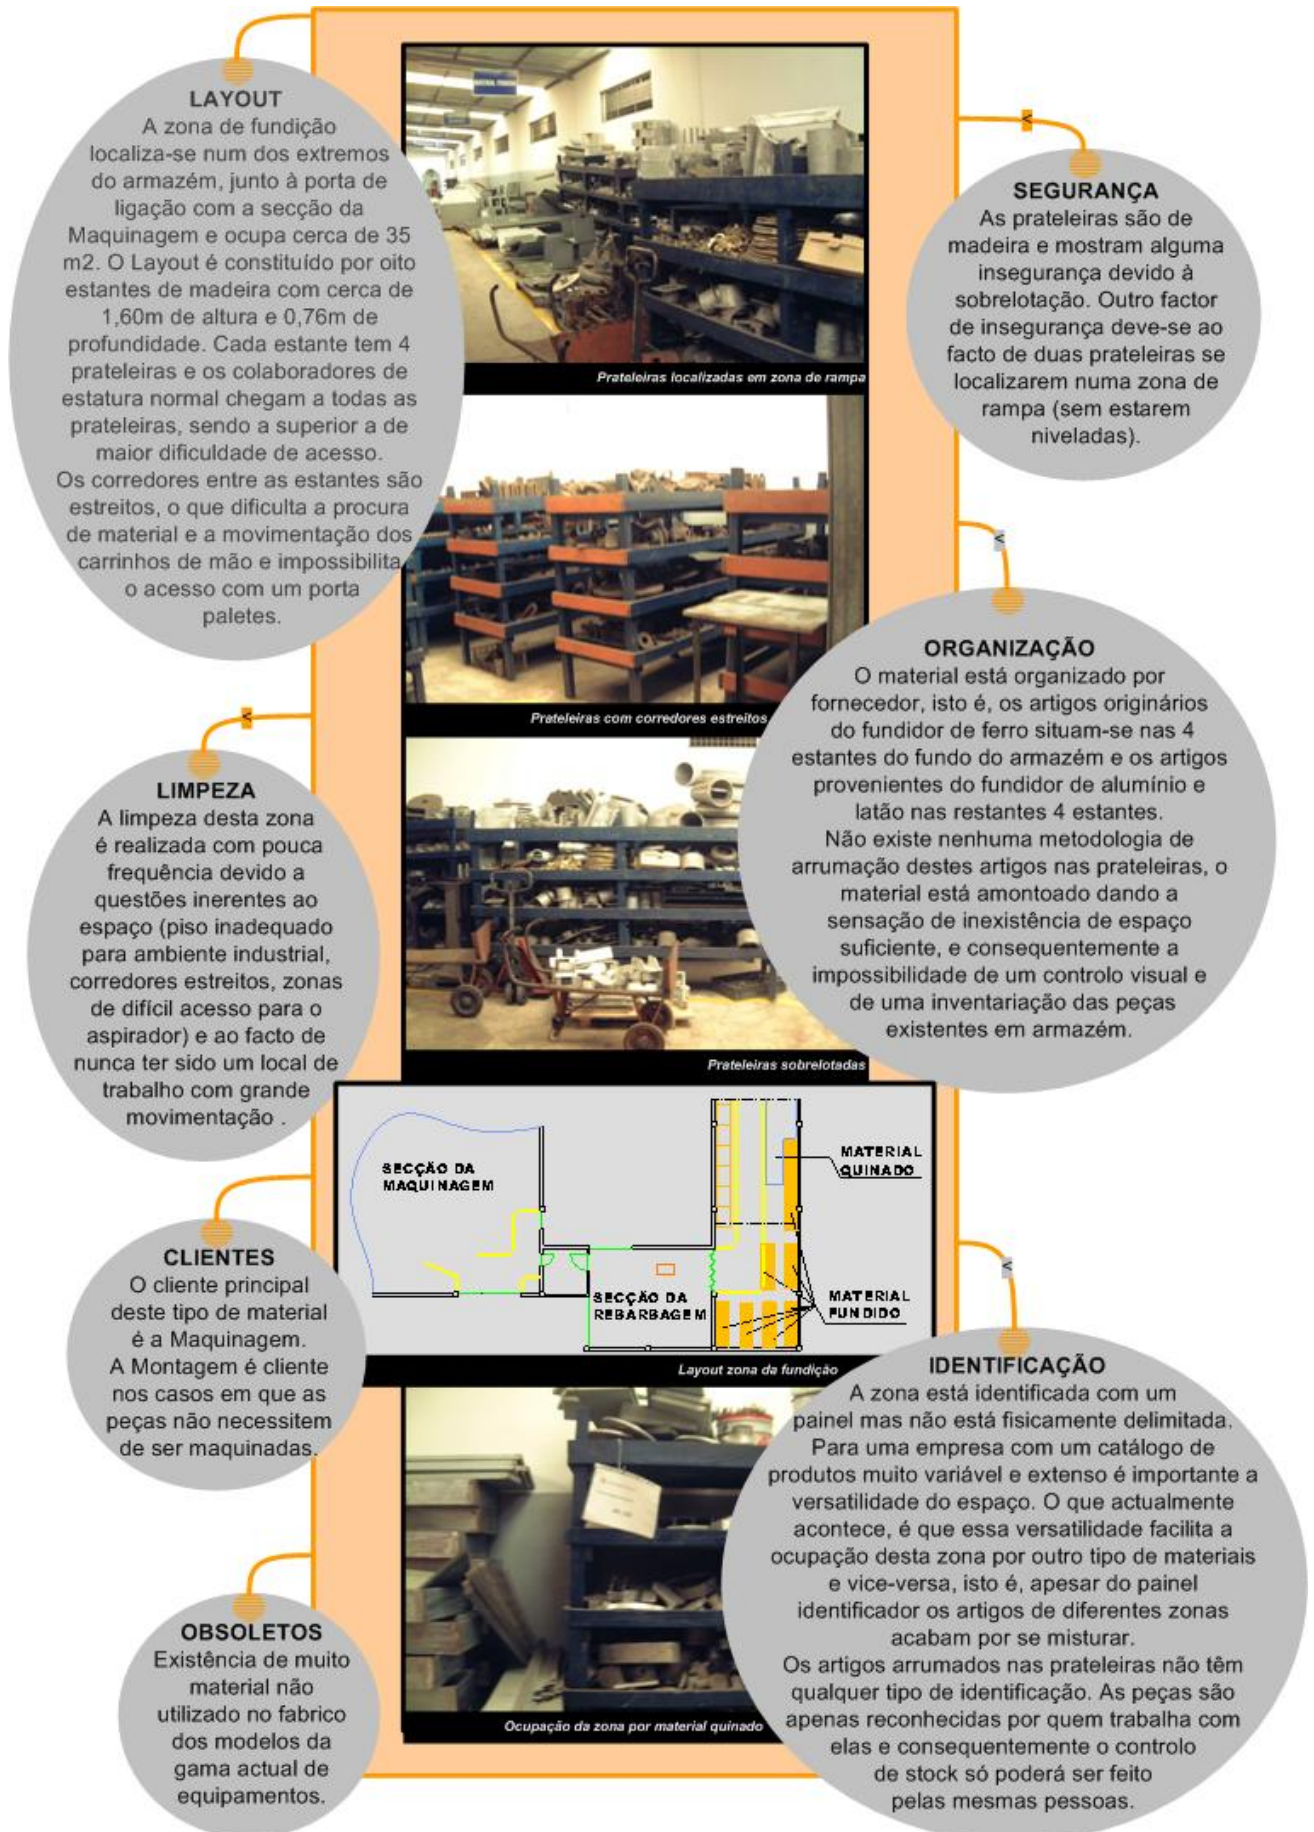 LAYOUT
A zona de fundição
localiza-se num dos extremos
do armazém, junto à porta de
ligação com a secção da
Maquinagem e ocupa cerca de 35
m2. O Layout é constituído por oito
estantes de madeira com cerca de
1,60m de altura e 0,76m de
profundidade. Cada estante tem 4
prateleiras e os colaboradores de
estatura normal chegam a todas as
prateleiras, sendo a superior a de
maior dificuldade de acesso.
Os corredores entre as estantes são
estreitos, o que dificulta a procura
de material e a movimentação dos
carrinhos de mão e impossibilita
o acesso com um porta
paletes.
SEGURANÇA
As prateleiras são de
madeira e mostram alguma
insegurança devido à
sobrelotação. Outro factor
de insegurança deve-se ao
facto de duas prateleiras se
localizarem numa zona de
rampa (sem estarem
niveladas).
Prateleiras localizadas em zona de rampa
Prateleiras com corredores estreitos
ORGANIZAÇÃO
O material está organizado por
fornecedor, isto é, os artigos originários
do fundidor de ferro situam-se nas 4
estantes do fundo do armazém e os artigos
provenientes do fundidor de alumínio e
latão nas restantes 4 estantes.
Não existe nenhuma metodologia de
arrumação destes artigos nas prateleiras, o
material está amontoado dando a
sensação de inexistência de espaço
suficiente, e consequentemente a
impossibilidade de um controlo visual e
de uma inventariação das peças
existentes em armazém.
LIMPEZA
A limpeza desta zona
é realizada com pouca
frequência devido a
questões inerentes ao
espaço (piso inadequado
para ambiente industrial,
corredores estreitos, zonas
de difícil acesso para o
aspirador) e ao facto de
nunca ter sido um local de
trabalho com grande
movimentação .
Prateleiras sobrelotadas
SECÇÃO DA
MAQUINAGEM
MATERIAL
QUINADO
SECÇÃO DA
REBARBAGEM
MATERIAL
FUNDIDO
Layout zona da fundição
CLIENTES
O cliente principal
deste tipo de material
é a Maquinagem.
A Montagem é cliente
nos casos em que as
peças não necessitem
de ser maquinadas.
IDENTIFICAÇÃO
A zona está identificada com um
painel mas não está fisicamente delimitada.
Para uma empresa com um catálogo de
produtos muito variável e extenso é importante a
versatilidade do espaço. O que actualmente
acontece, é que essa versatilidade facilita a
ocupação desta zona por outro tipo de materiais
e vice-versa, isto é, apesar do painel
identificador os artigos de diferentes zonas
acabam por se misturar.
Os artigos arrumados nas prateleiras não têm
qualquer tipo de identificação. As peças são
apenas reconhecidas por quem trabalha com
elas e consequentemente o controlo
de stock só poderá ser feito
pelas mesmas pessoas.
OBSOLETOS
Existência de muito
material não
utilizado no fabrico
dos modelos da
gama actual de
equipamentos.
Ocupação da zona por material quinado